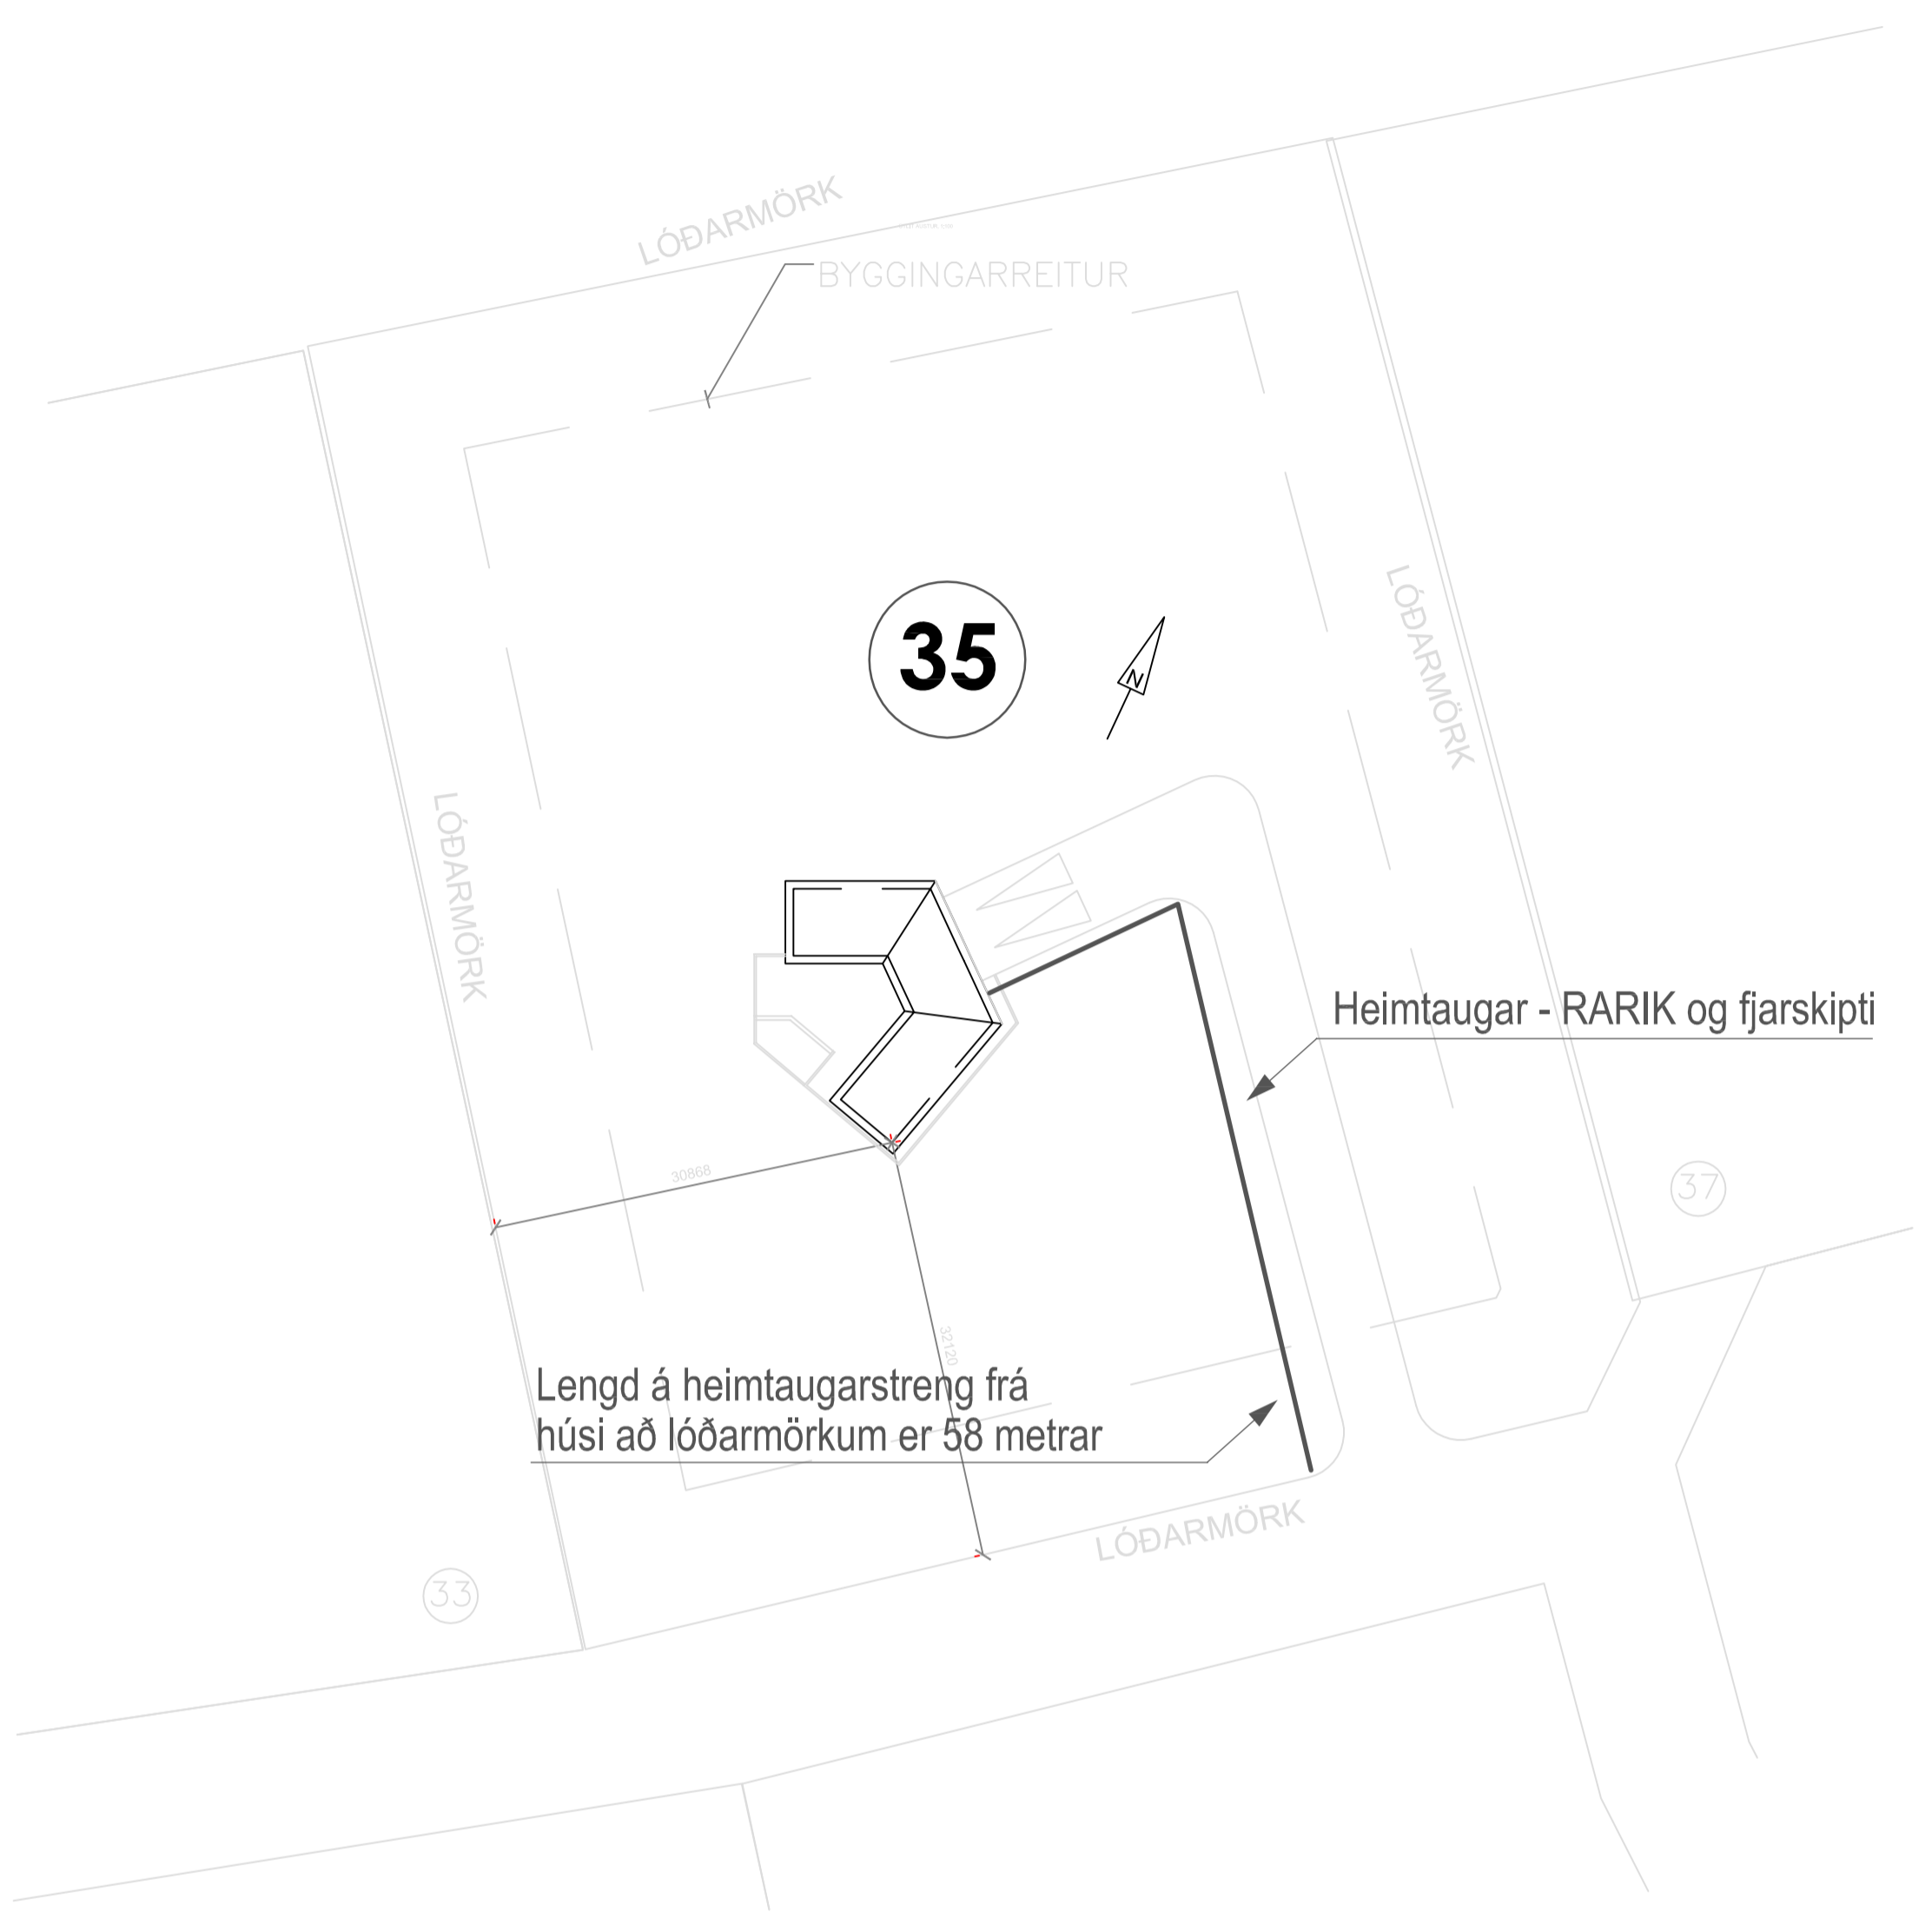 LÓÐARMÖRK
BYGGINGARREITUR
35
N
LÓÐARMÖRK
LÓÐARMÖRK
Heimtaugar - RARIK og fjarskipti
30868
37
32120
Lengd á heimtaugarstreng frá
húsi að lóðarmörkum er 58 metrar
LÓÐARMÖRK
33